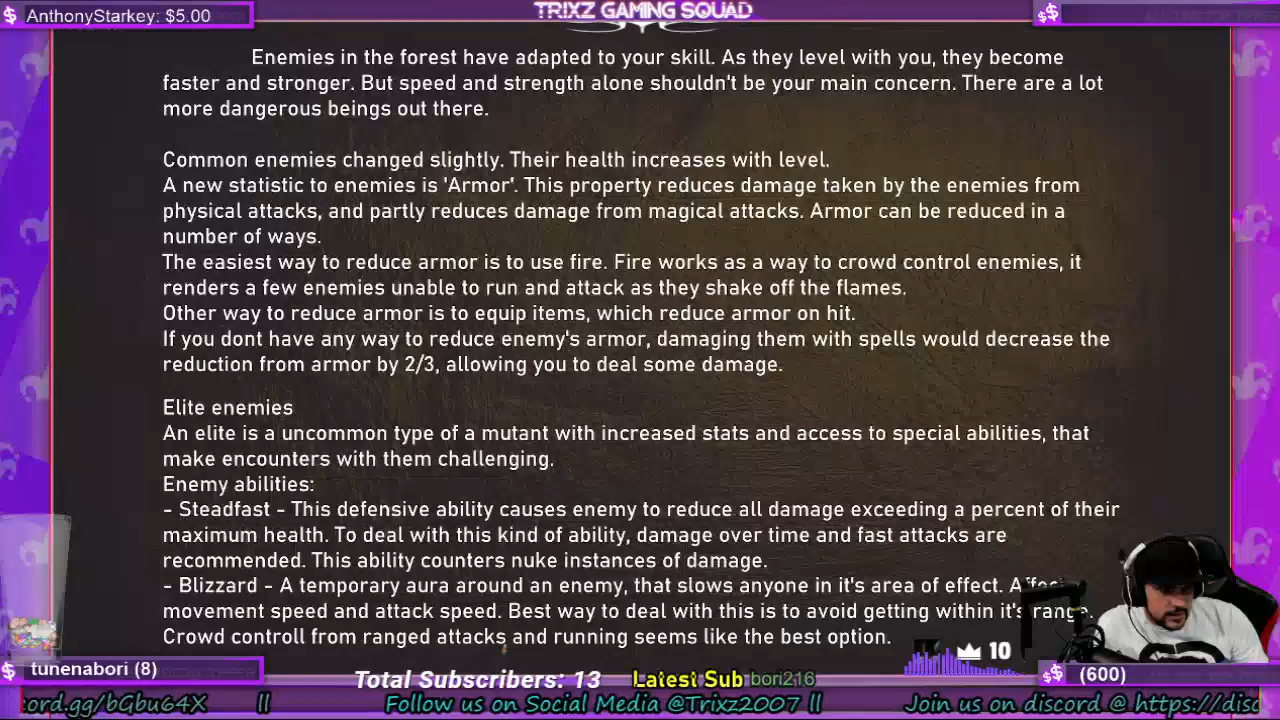 AnthonyStarkey: $5.00
TRIXZ GAMING SQUAD
Enemies in the forest have adapted to your skill. As they level with you, they become
faster and stronger. But speed and strength alone shouldn't be your main concern. There are a lot
more dangerous beings out there.
Common enemies changed slightly. Their health increases with level.
A new statistic to enemies is 'Armor'. This property reduces damage taken by the enemies from
physical attacks, and partly reduces damage from magical attacks. Armor can be reduced in a
number of ways.
The easiest way to reduce armor is to use fire. Fire works as a way to crowd control enemies, it
renders a few enemies unable to run and attack as they shake off the flames.
Other way to reduce armor is to equip items, which reduce armor on hit.
If you dont have any way to reduce enemy's armor, damaging them with spells would decrease the
reduction from armor by 2/3, allowing you to deal some damage.
Elite enemies
An elite is a uncommon type of a mutant with increased stats and access to special abilities, that
make encounters with them challenging.
Enemy abilities:
- Steadfast - This defensive ability causes enemy to reduce all damage exceeding a percent of their
maximum health. To deal with this kind of ability, damage over time and fast attacks are
recommended. This ability counters nuke instances of damage.
- Blizzard - A temporary aura around an enemy, that slows anyone in it's area of effect.
movement speed and attack speed. Best way to deal with this is to avoid getting within it's range.
Crowd controll from ranged attacks and running seems like the best option.
10
tunenabori (8)
Total Subscribers: 13 Latest Sub bori216
(600)
ord.gg/bGbu64X ll Follow us on Social Media @Trixz2007 ll Join us on discord @ https://disc